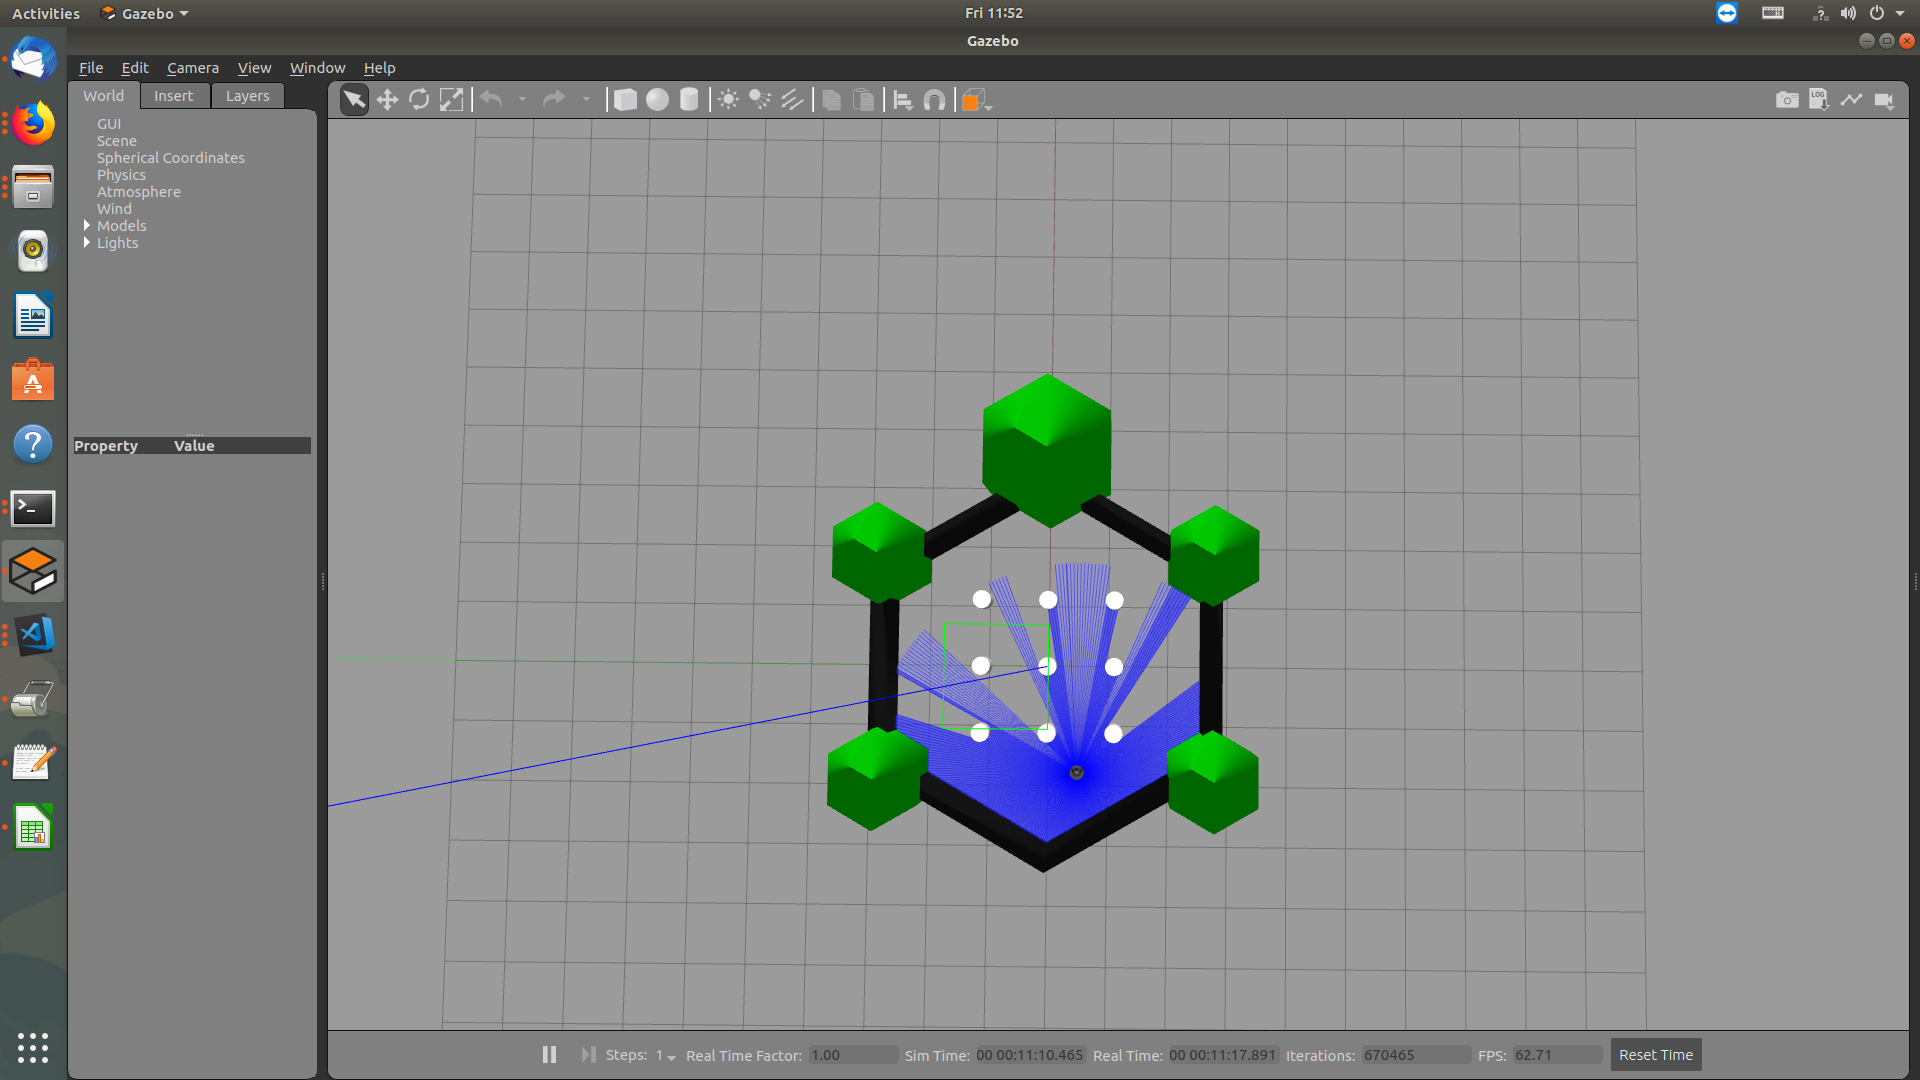 Activities Gazebo Fri 11:52
Gazebo
File Edit Camera View Window Help
World Insert Layers
LOG
GUI
Scene
Spherical Coordinates
Physics
Atmosphere
Wind
Models
Lights
Property Value
Steps: 1 Real Time Factor: 1.00 Sim Time: 00 00:11:10.465 Real Time: 00 00:11:17.891 Iterations: 670465 FPS: 62.71 Reset Time